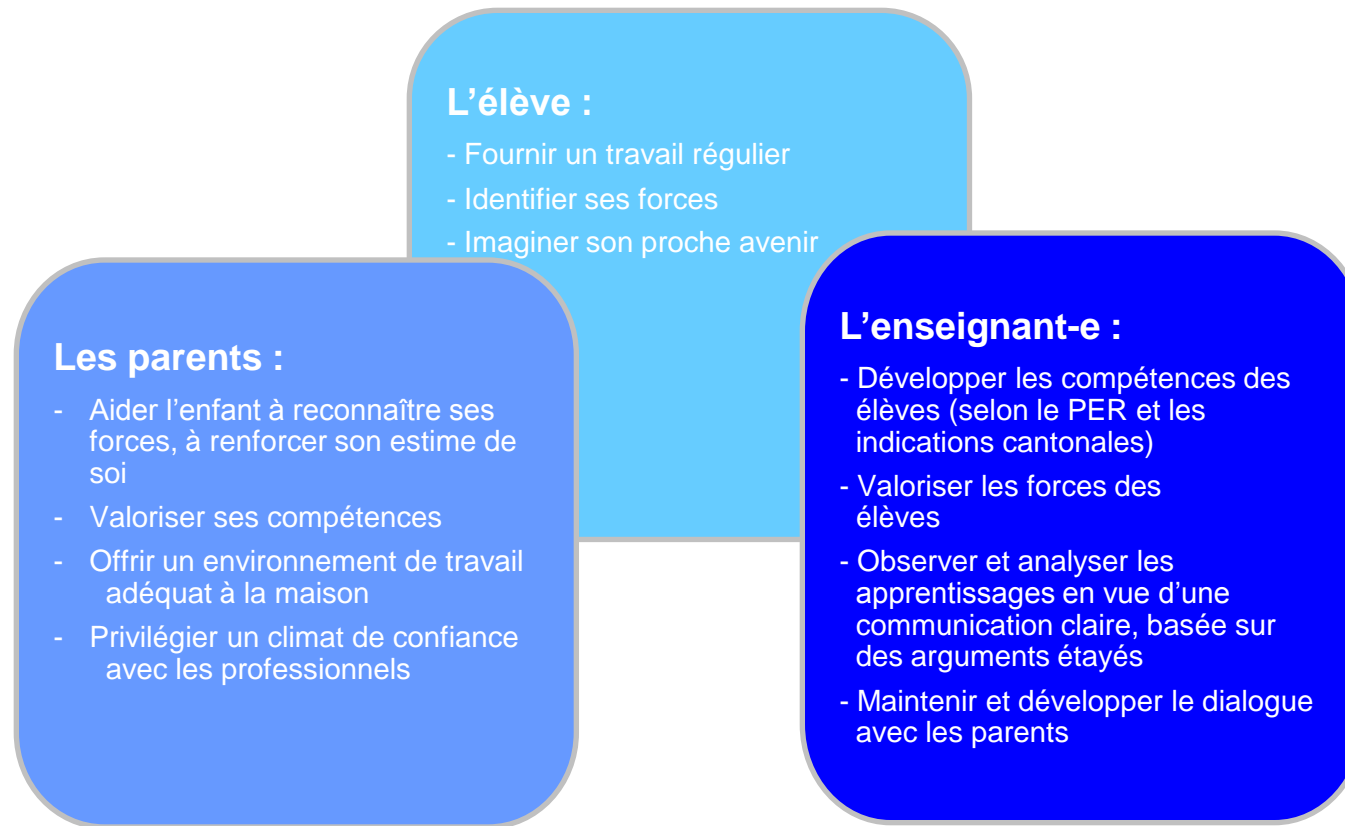 L’élève :
- Fournir un travail régulier
- Identifier ses forces
- Imaginer son proche avenir
Les parents :
- Aider l’enfant à reconnaître ses
forces, à renforcer son estime de
soi
- Valoriser ses compétences
- Offrir un environnement de travail
adéquat à la maison
- Privilégier un climat de confiance
avec les professionnels
L’enseignant-e :
- Développer les compétences des
élèves (selon le PER et les
indications cantonales)
- Valoriser les forces des
élèves
- Observer et analyser les
apprentissages en vue d’une
communication claire, basée sur
des arguments étayés
- Maintenir et développer le dialogue
avec les parents